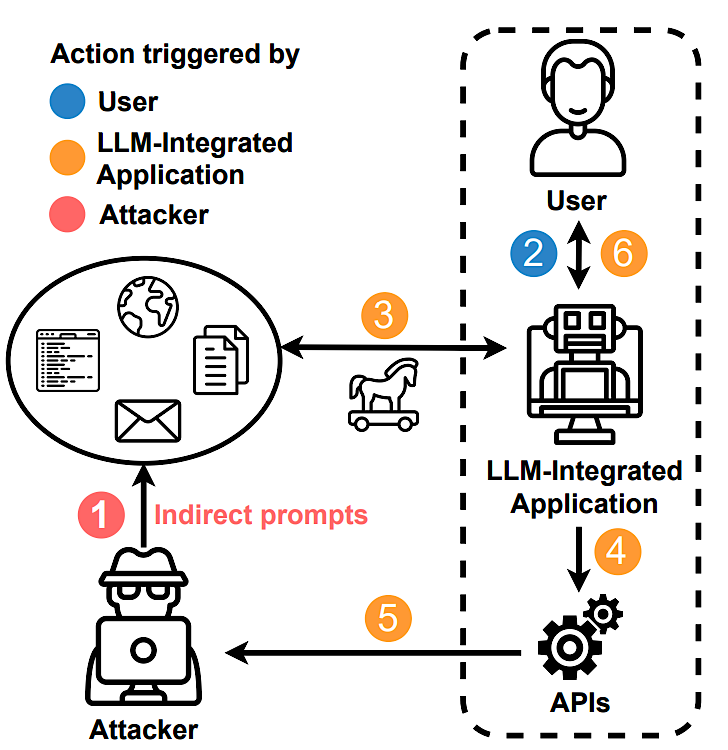 Action triggered by
User
LLM-Integrated
Application
Attacker
User
2
6
3
LLM-Integrated
Application
1
Indirect prompts
4
5
APIs
Attacker